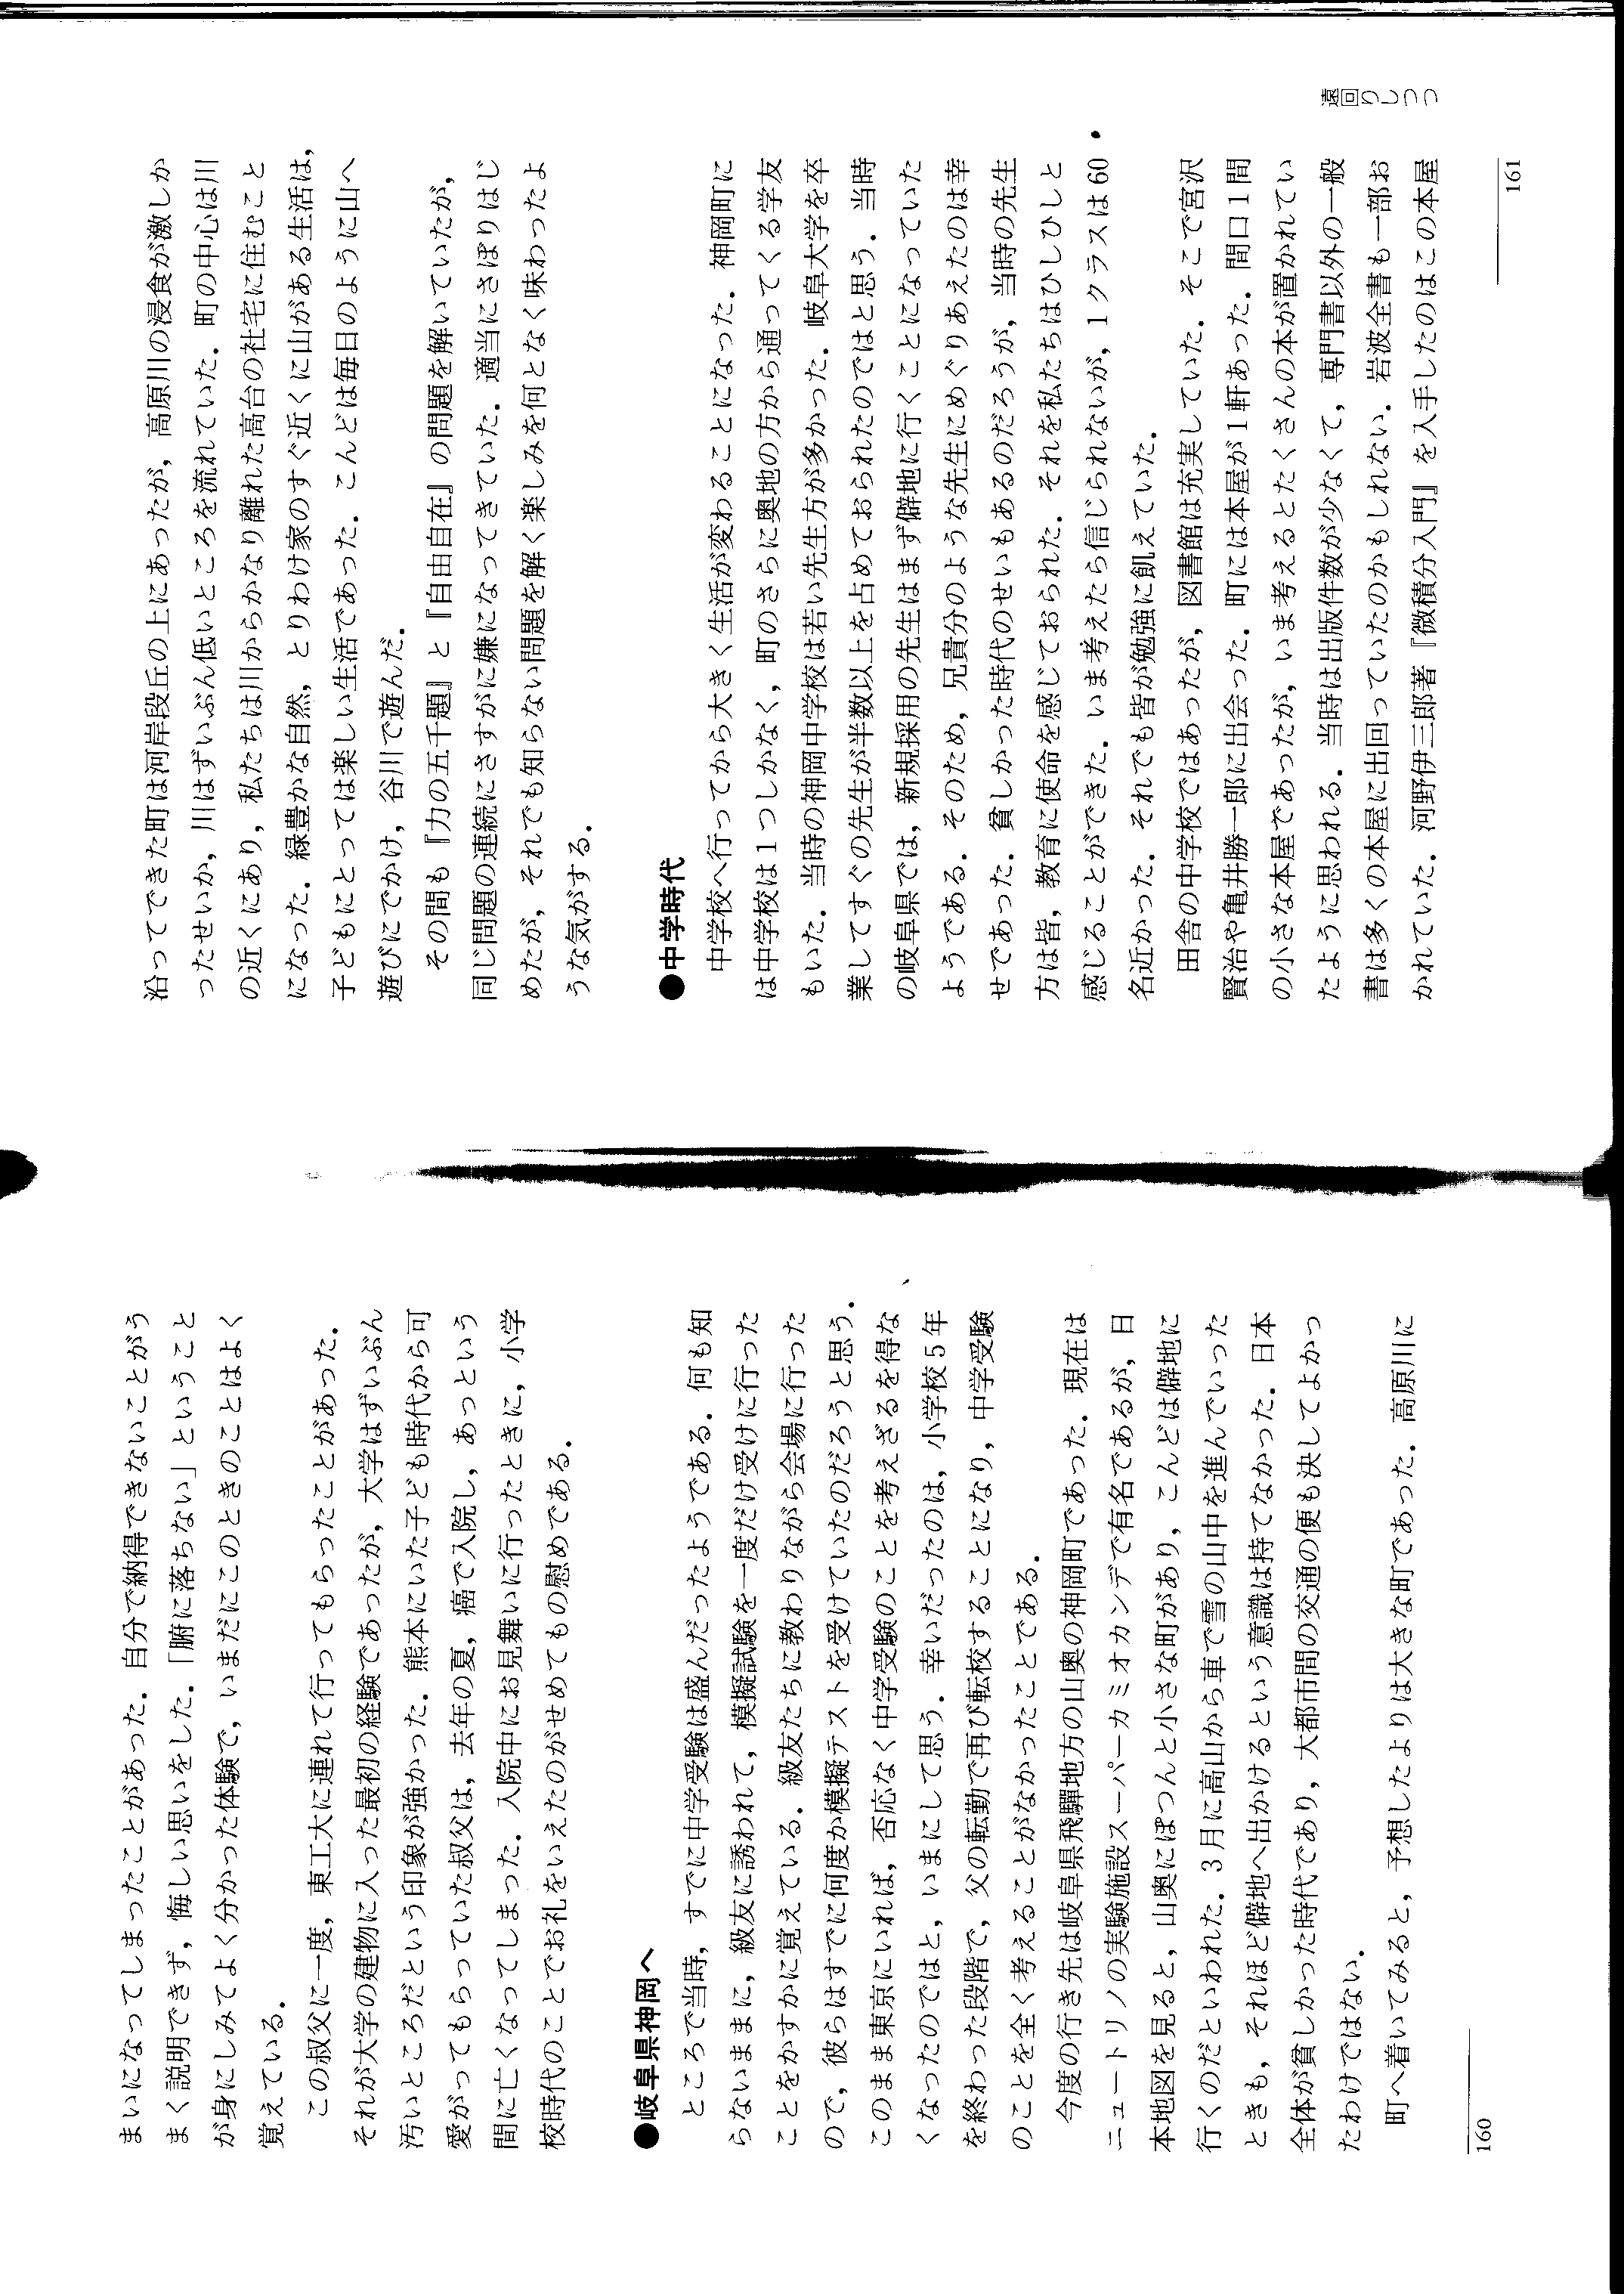 まいになってしまったことがあった．自分で納得できないことがう
まく説明できず，悔しい思いをした．「腑に落ちない」ということ
が身にしみてよく分かった体験で，いまだにこのときのことはよく
覚えている．
この叔父に一度，東工大に連れて行ってもらったことがあった．
それが大学の建物に入った最初の経験であったが，大学はずいぶん
汚いところだという印象が強かった．熊本にいた子ども時代から可
愛がってもらっていた叔父は，去年の夏，癌で入院し，あっという
間に亡くなってしまった．入院中にお見舞いに行ったときに，小学
校時代のことでお礼をいえたのがせめてもの慰めである．
●岐阜県神岡へ
ところで当時，すでに中学受験は盛んだったようである．何も知
らないままに，級友に誘われて，模擬試験を一度だけ受けに行った
ことをかすかに覚えている．級友たちに教わりながら会場に行った
ので，彼らはすでに何度か模擬テストを受けていたのだろうと思う．
このまま東京にいれば，否応なく中学受験のことを考えざるを得な
くなったのではと，いまにして思う．幸いだったのは，小学校5年
を終わった段階で，父の転勤で再び転校することになり，中学受験
のことを全く考えることがなかったことである．
今度の行き先は岐阜県飛驒地方の山奥の神岡町であった．現在は
ニュートリノの実験施設スーパーカミオカンデで有名であるが，日
本地図を見ると，山奥にぽつんと小さな町があり，こんどは僻地に
行くのだといわれた．3月に高山から車で雪の山中を進んでいった
ときも，それほど僻地へ出かけるという意識は持てなかった．日本
全体が貧しかった時代であり，大都市間の交通の便も決してよかっ
たわけではない．
町へ着いてみると，予想したよりは大きな町であった．高原川に
160
沿ってできた町は河岸段丘の上にあったが，高原川の浸食が激しか
ったせいか，川はずいぶん低いところを流れていた．町の中心は川
の近くにあり，私たちは川からかなり離れた高台の社宅に住むこと
になった．緑豊かな自然，とりわけ家のすぐ近くに山がある生活は，
子どもにとっては楽しい生活であった．こんどは毎日のように山へ
遊びにでかけ，谷川で遊んだ．
その間も『力の五千題』と『自由自在』の問題を解いていたが，
同じ問題の連続にさすがに嫌になってきていた．適当にさぼりはじ
めたが，それでも知らない問題を解く楽しみを何となく味わったよ
うな気がする．
●中学時代
中学校へ行ってから大きく生活が変わることになった．神岡町に
は中学校は1つしかなく，町のさらに奥地の方から通ってくる学友
もいた．当時の神岡中学校は若い先生方が多かった．岐阜大学を卒
業してすぐの先生が半数以上を占めておられたのではと思う．当時
の岐阜県では，新規採用の先生はまず僻地に行くことになっていた
ようである．そのため，兄貴分のような先生にめぐりあえたのは幸
せであった．貧しかった時代のせいもあるのだろうが，当時の先生
方は皆，教育に使命を感じておられた．それを私たちはひしひしと
感じることができた．いま考えたら信じられないが，1クラスは60
名近かった．それでも皆が勉強に飢えていた．
田舎の中学校ではあったが，図書館は充実していた．そこで宮沢
賢治や亀井勝一郎に出会った．町には本屋が1軒あった．間口1間
の小さな本屋であったが，いま考えるとたくさんの本が置かれてい
たように思われる．当時は出版件数が少なくて，専門書以外の一般
書は多くの本屋に出回っていたのかもしれない．岩波全書も一部お
かれていた．河野伊三郎著『微積分入門』を入手したのはこの本屋
161
遠回りしつつ